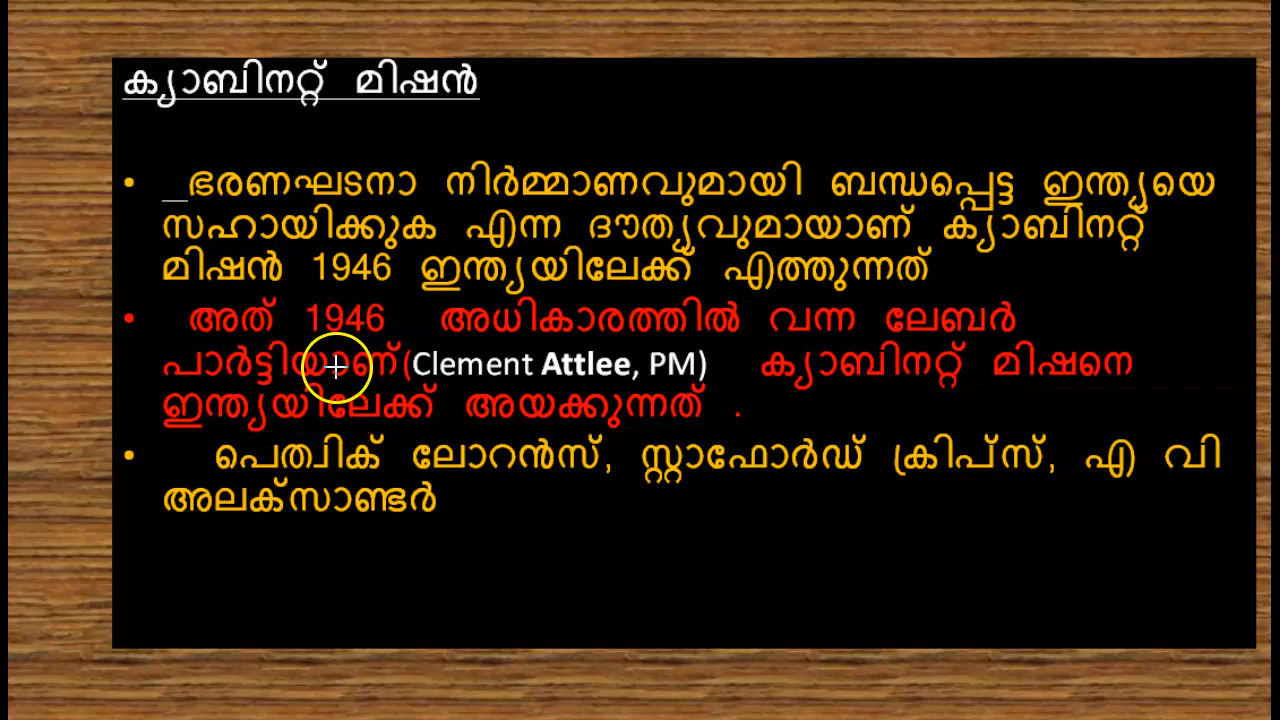 ക്യാബിനറ്റ് മിഷൻ
• ഭരണഘടനാ നിർമ്മാണവുമായി ബന്ധപ്പെട്ട ഇന്ത്യയെ
സഹായിക്കുക എന്ന ദൗത്യവുമായാണ് ക്യാബിനറ്റ്
മിഷൻ 1946 ഇന്ത്യയിലേക്ക് എത്തുന്നത്
• അത് 1946 അധികാരത്തിൽ വന്ന ലേബർ
പാർട്ടിയാണ്(Clement Attlee, PM) ക്യാബിനറ്റ് മിഷനെ
ഇന്ത്യയിലേക്ക് അയക്കുന്നത് .
• പെത്വിക് ലോറൻസ്, സ്റ്റാഫോർഡ് ക്രിപ്സ്, എ വി
അലക്സാണ്ടർ